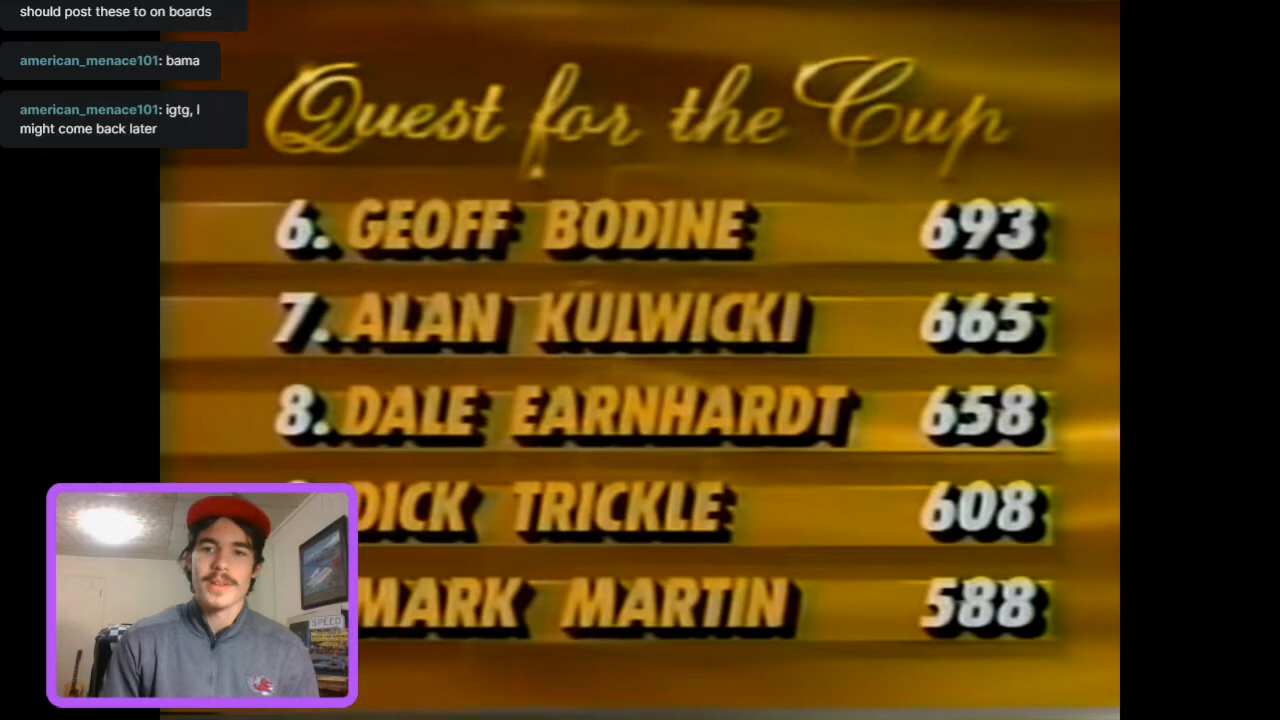 should post these to on boards
american_menace101: bama
american_menace101: igtg, I
might come back later
Quest for the Cup
6. GEOFF BODINE 693
7. ALAN KULWICKI 665
8. DALE EARNHARDT 658
DICK TRICKLE 608
MARK MARTIN 588
SPEED